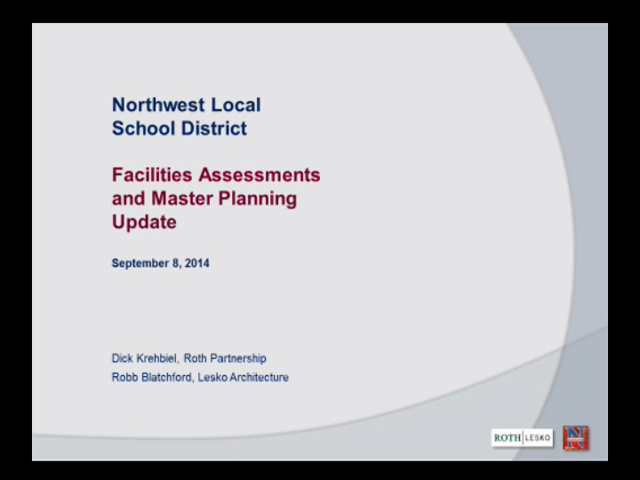 Northwest Local
School District
Facilities Assessments
and Master Planning
Update
September 8, 2014
Dick Krehbiel, Roth Partnership
Robb Blatchford, Lesko Architecture
ROTH LESKO
N